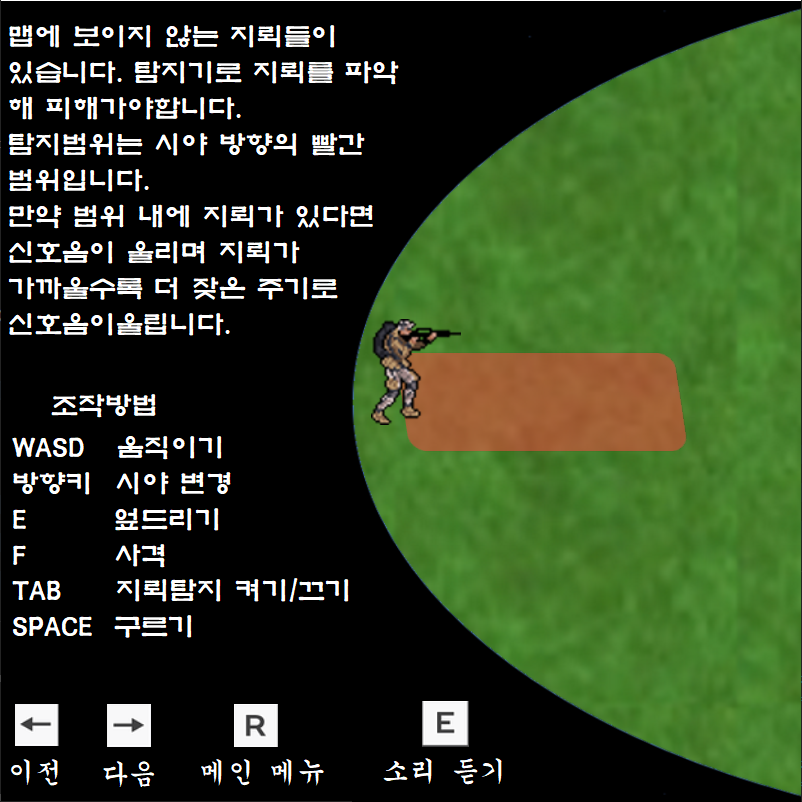 맵에 보이지 않는 지뢰들이
있습니다. 탐지기로 지뢰를 파악
해 피해가야합니다.
탐지범위는 시야 방향의 빨간
범위입니다.
만약 범위 내에 지뢰가 있다면
신호음이 울리며 지뢰가
가까울수록 더 잦은 주기로
신호음이울립니다.
조작방법
WASD 움직이기
방향키 시야 변경
E 엎드리기
F 사격
TAB 지뢰탐지 켜기/끄기
SPACE 구르기
← → R E
이전 다음 메인 메뉴 소리 듣기